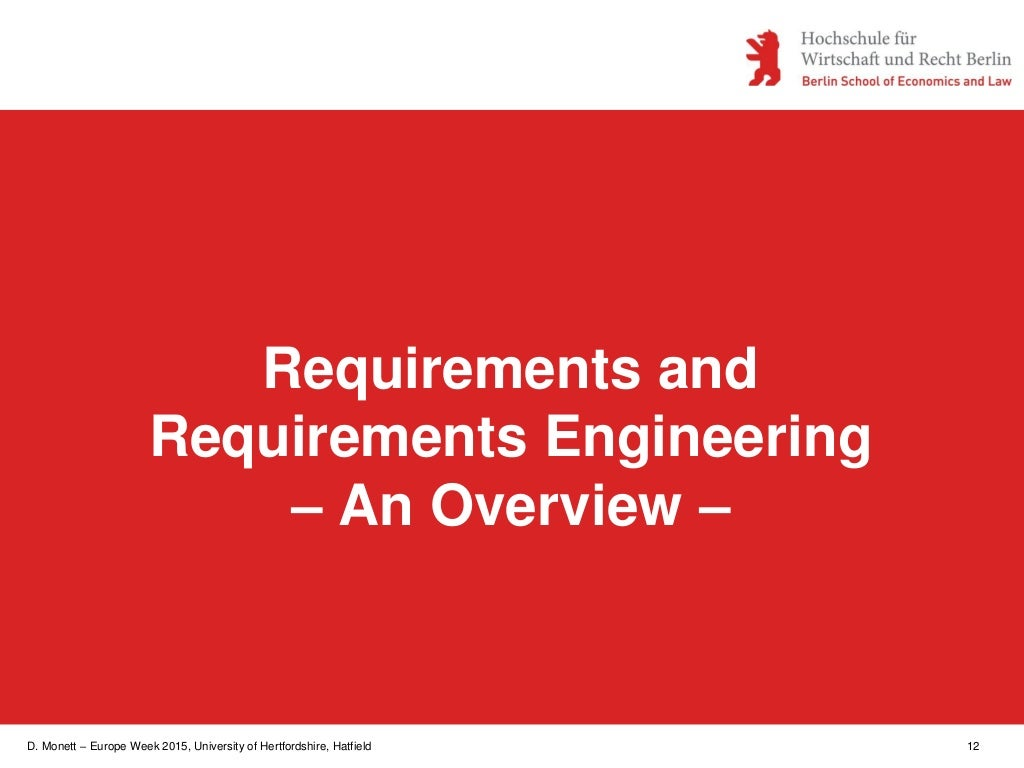 Hochschule für
Wirtschaft und Recht Berlin
Berlin School of Economics and Law
Requirements and
Requirements Engineering
– An Overview –
D. Monett – Europe Week 2015, University of Hertfordshire, Hatfield
12